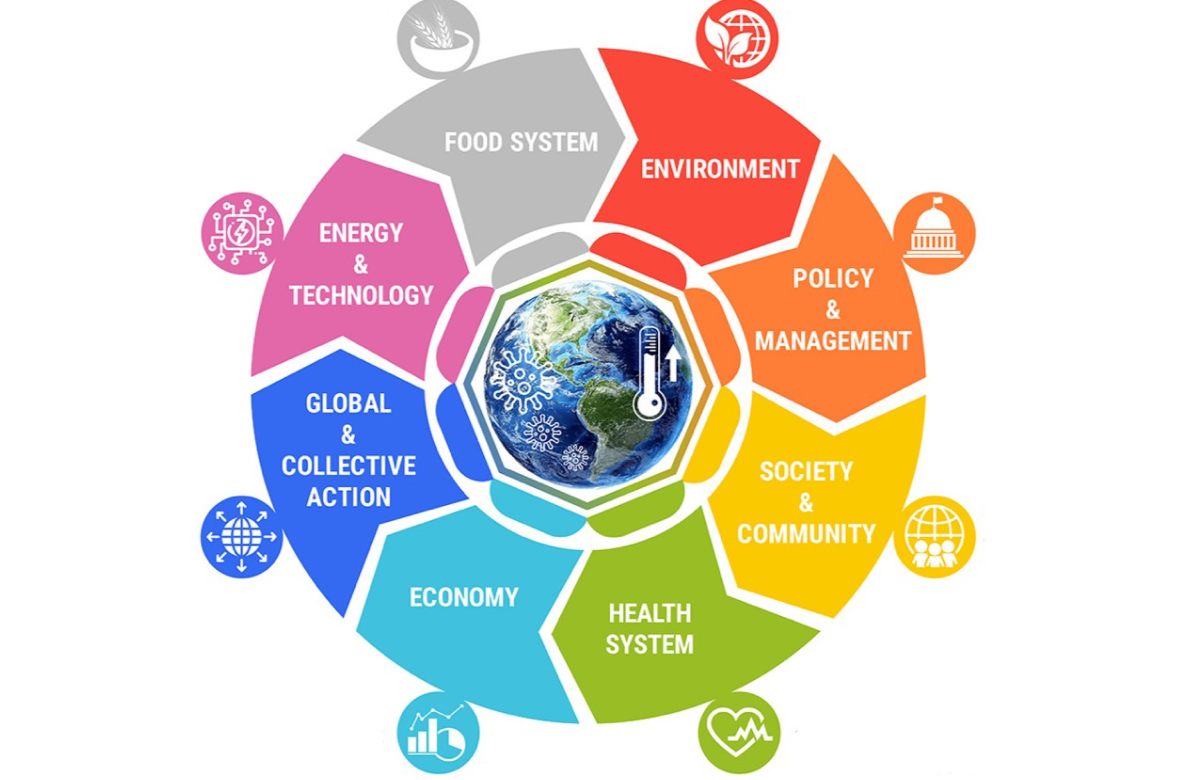 FOOD SYSTEM
ENVIRONMENT
POLICY
&
MANAGEMENT
SOCIETY
&
COMMUNITY
HEALTH
SYSTEM
ECONOMY
GLOBAL
&
COLLECTIVE
ACTION
ENERGY
&
TECHNOLOGY